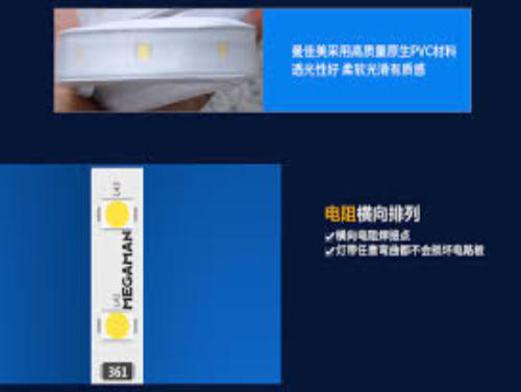 曼佳美采用高质量原生PVC材料
透光性好 柔软光滑有质感
电阻横向排列
✓横向电阻焊接点
✓灯带任意弯曲都不会损坏电路板
MEGAMAN
361